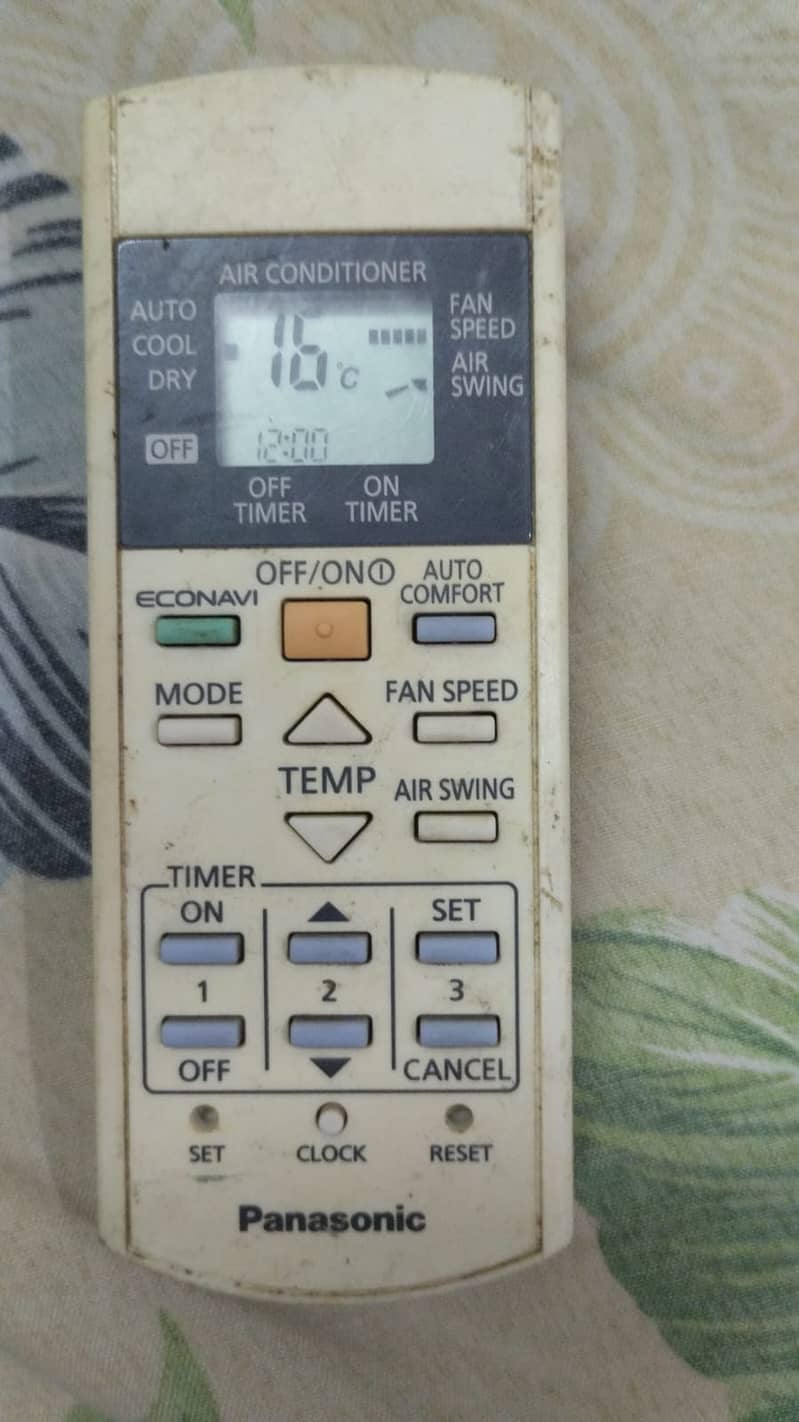 AIR CONDITIONER
AUTO
COOL
DRY
OFF
16 °C
12:00
FAN
SPEED
AIR
SWING
OFF
TIMER
ON
TIMER
ECONAVI
OFF/ON
AUTO
COMFORT
MODE
FAN SPEED
TEMP
AIR SWING
TIMER
ON
SET
1
2
3
OFF
CANCEL
SET
CLOCK
RESET
Panasonic